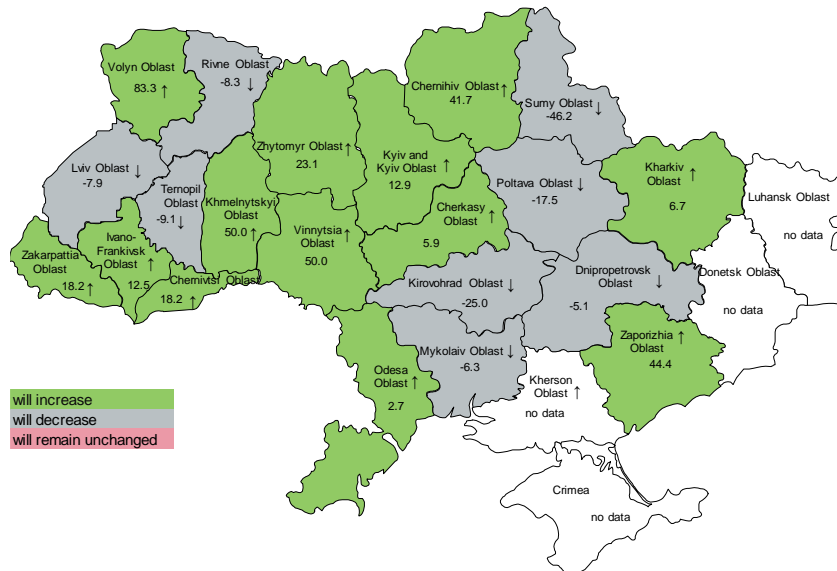 Volyn Oblast
83.3 ↑
Rivne Oblast
-8.3 ↓
Chernihiv Oblast ↑
41.7
Sumy Oblast ↓
-46.2
Zhytomyr Oblast ↑
23.1
Kyiv and
Kyiv Oblast ↑
12.9
Lviv Oblast ↓
-7.9
Ternopil
Oblast
-9.1 ↓
Khmelnytskyi
Oblast
50.0 ↑
Vinnytsia ↑
Oblast
50.0
Cherkasy
Oblast ↑
5.9
Poltava Oblast ↓
-17.5
Kharkiv
Oblast ↑
6.7
Luhansk Oblast
no data
Zakarpattia
Oblast
18.2 ↑
Ivano-
Frankivsk
Oblast ↑
12.5
Chernivtsi Oblast
18.2 ↑
Kirovohrad Oblast ↓
-25.0
Dnipropetrovsk
Oblast ↓
-5.1
Donetsk Oblast
no data
Mykolaiv Oblast ↓
-6.3
Zaporizhia ↑
Oblast
44.4
Odesa
Oblast ↑
2.7
Kherson
Oblast ↑
no data
Crimea
no data
will increase
will decrease
will remain unchanged